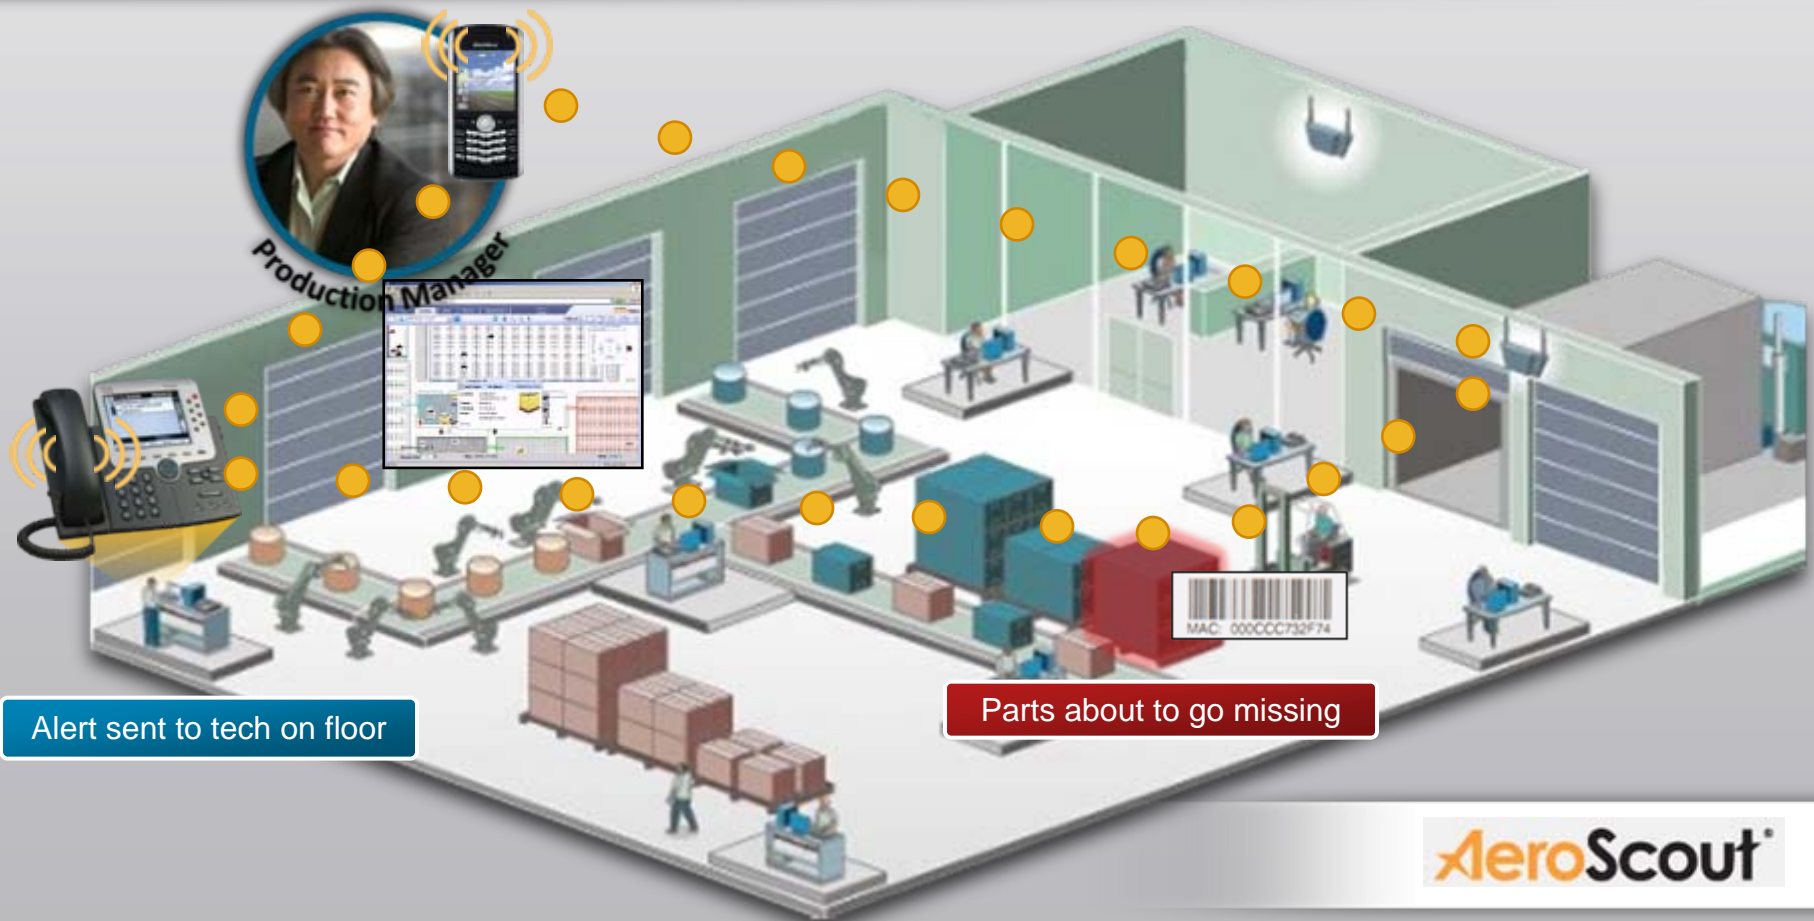 Production Manager
MAC: 000CCC732F74
Alert sent to tech on floor
Parts about to go missing
AeroScout